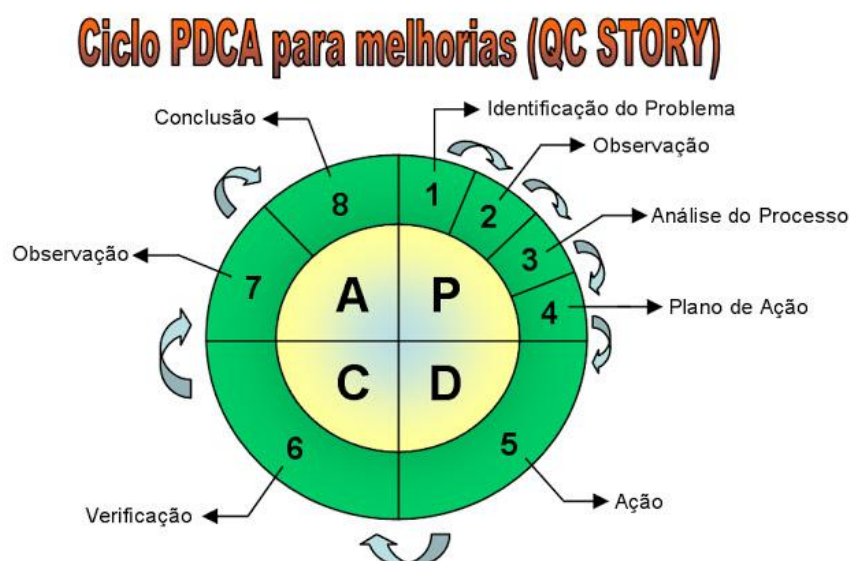 Ciclo PDCA para melhorias (QC STORY)
Identificação do Problema
Conclusão
Observação
1
8
2
Análise do Processo
3
Observação
7
A
P
Plano de Ação
4
C
D
6
5
Ação
Verificação